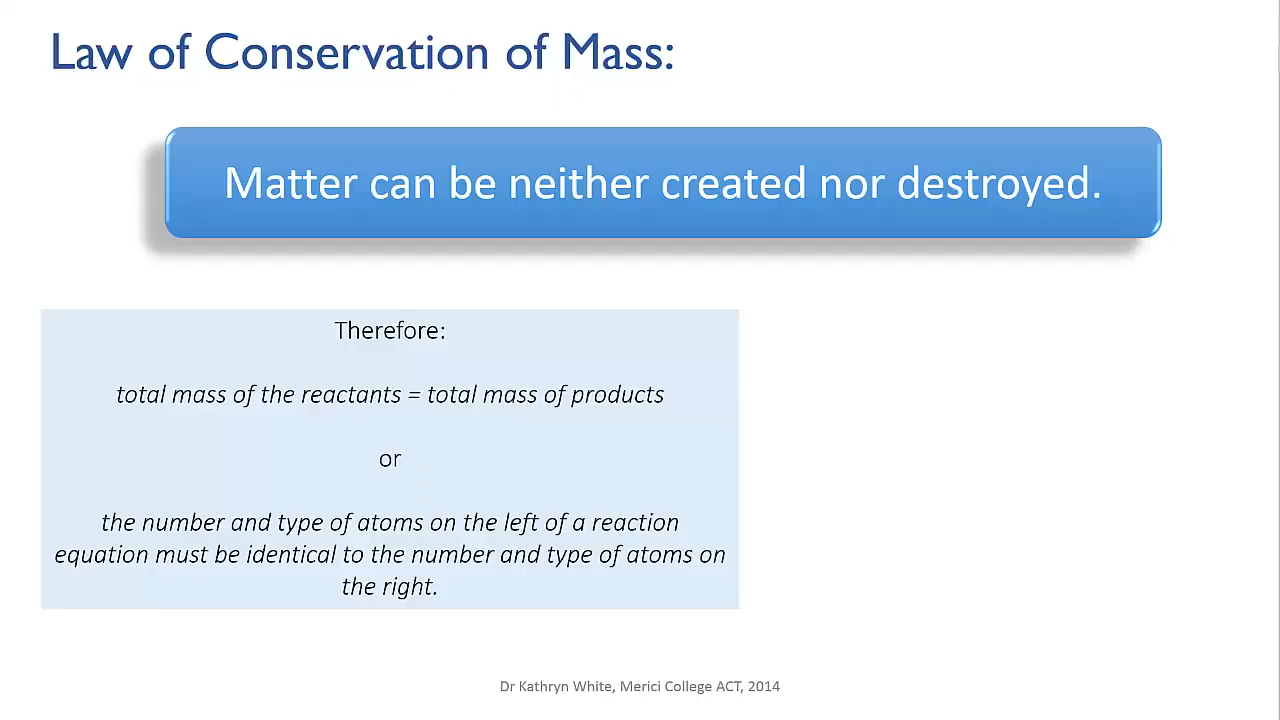 Law of Conservation of Mass:
Matter can be neither created nor destroyed.
Therefore:
total mass of the reactants = total mass of products
or
the number and type of atoms on the left of a reaction
equation must be identical to the number and type of atoms on
the right.
Dr Kathryn White, Merici College ACT, 2014